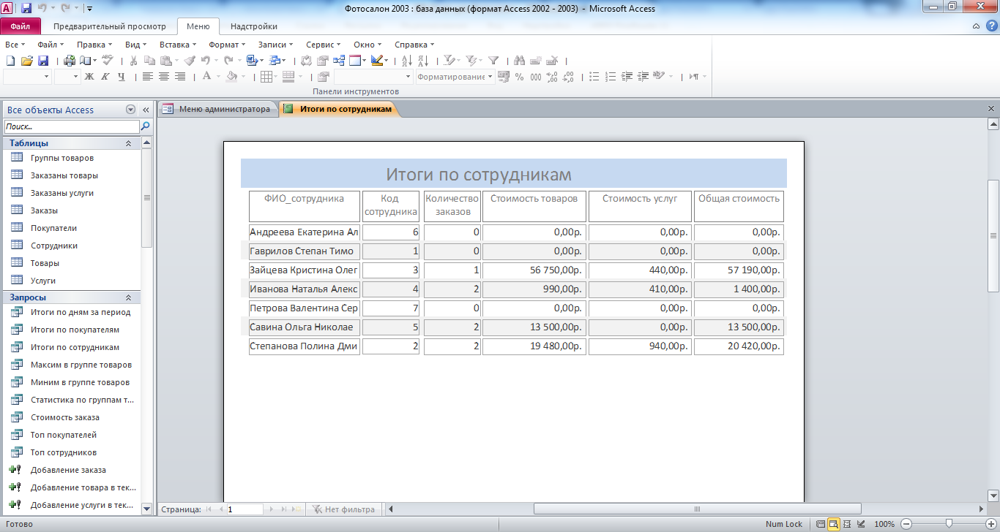 Фотосалон 2003 : база данных (формат Access 2002 - 2003) - Microsoft Access
Файл Предварительный просмотр Меню Надстройки
Все Файл Правка Вид Вставка Формат Записи Сервис Окно Справка
Ж К Ч Форматирование % 000
Панели инструментов
Все объекты Access
Поиск...
Таблицы
Группы товаров
Заказаны товары
Заказаны услуги
Заказы
Покупатели
Сотрудники
Товары
Услуги
Запросы
Итоги по дням за период
Итоги по покупателям
Итоги по сотрудникам
Максим в группе товаров
Миним в группе товаров
Статистика по группам т...
Стоимость заказа
Топ покупателей
Топ сотрудников
Добавление заказа
Добавление товара в тек...
Добавление услуги в тек...
Меню администратора Итоги по сотрудникам
Итоги по сотрудникам
ФИО_сотрудника Код сотрудника Количество заказов Стоимость товаров Стоимость услуг Общая стоимость
Андреева Екатерина Ал 6 0 0,00р. 0,00р. 0,00р.
Гаврилов Степан Тимо 1 0 0,00р. 0,00р. 0,00р.
Зайцева Кристина Олег 3 1 56 750,00р. 440,00р. 57 190,00р.
Иванова Наталья Алекс 4 2 990,00р. 410,00р. 1 400,00р.
Петрова Валентина Сер 7 0 0,00р. 0,00р. 0,00р.
Савина Ольга Николае 5 2 13 500,00р. 0,00р. 13 500,00р.
Степанова Полина Дми 2 2 19 480,00р. 940,00р. 20 420,00р.
Страница: 1 Нет фильтра
Готово Num Lock 100%